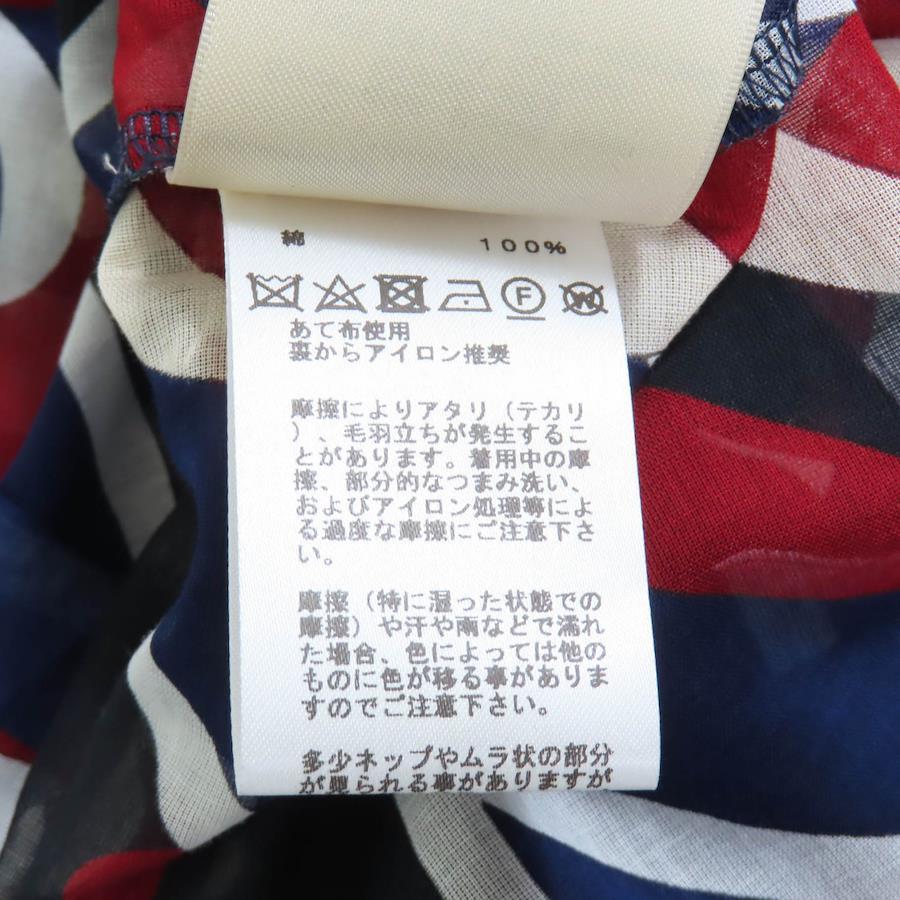 綿 100%
F W
あて布使用
裏からアイロン推奨
摩擦によりアタリ（テカリ
）、毛羽立ちが発生するこ
とがあります。着用中の摩
擦、部分的なつまみ洗い、
およびアイロン処理等によ
る過度な摩擦にご注意下さ
い。
摩擦（特に湿った状態での
摩擦）や汗や雨などで濡れ
た場合、色によっては他の
ものに色が移る事がありま
すのでご注意下さい。
多少ネップやムラ状の部分
が見られる事がありますが